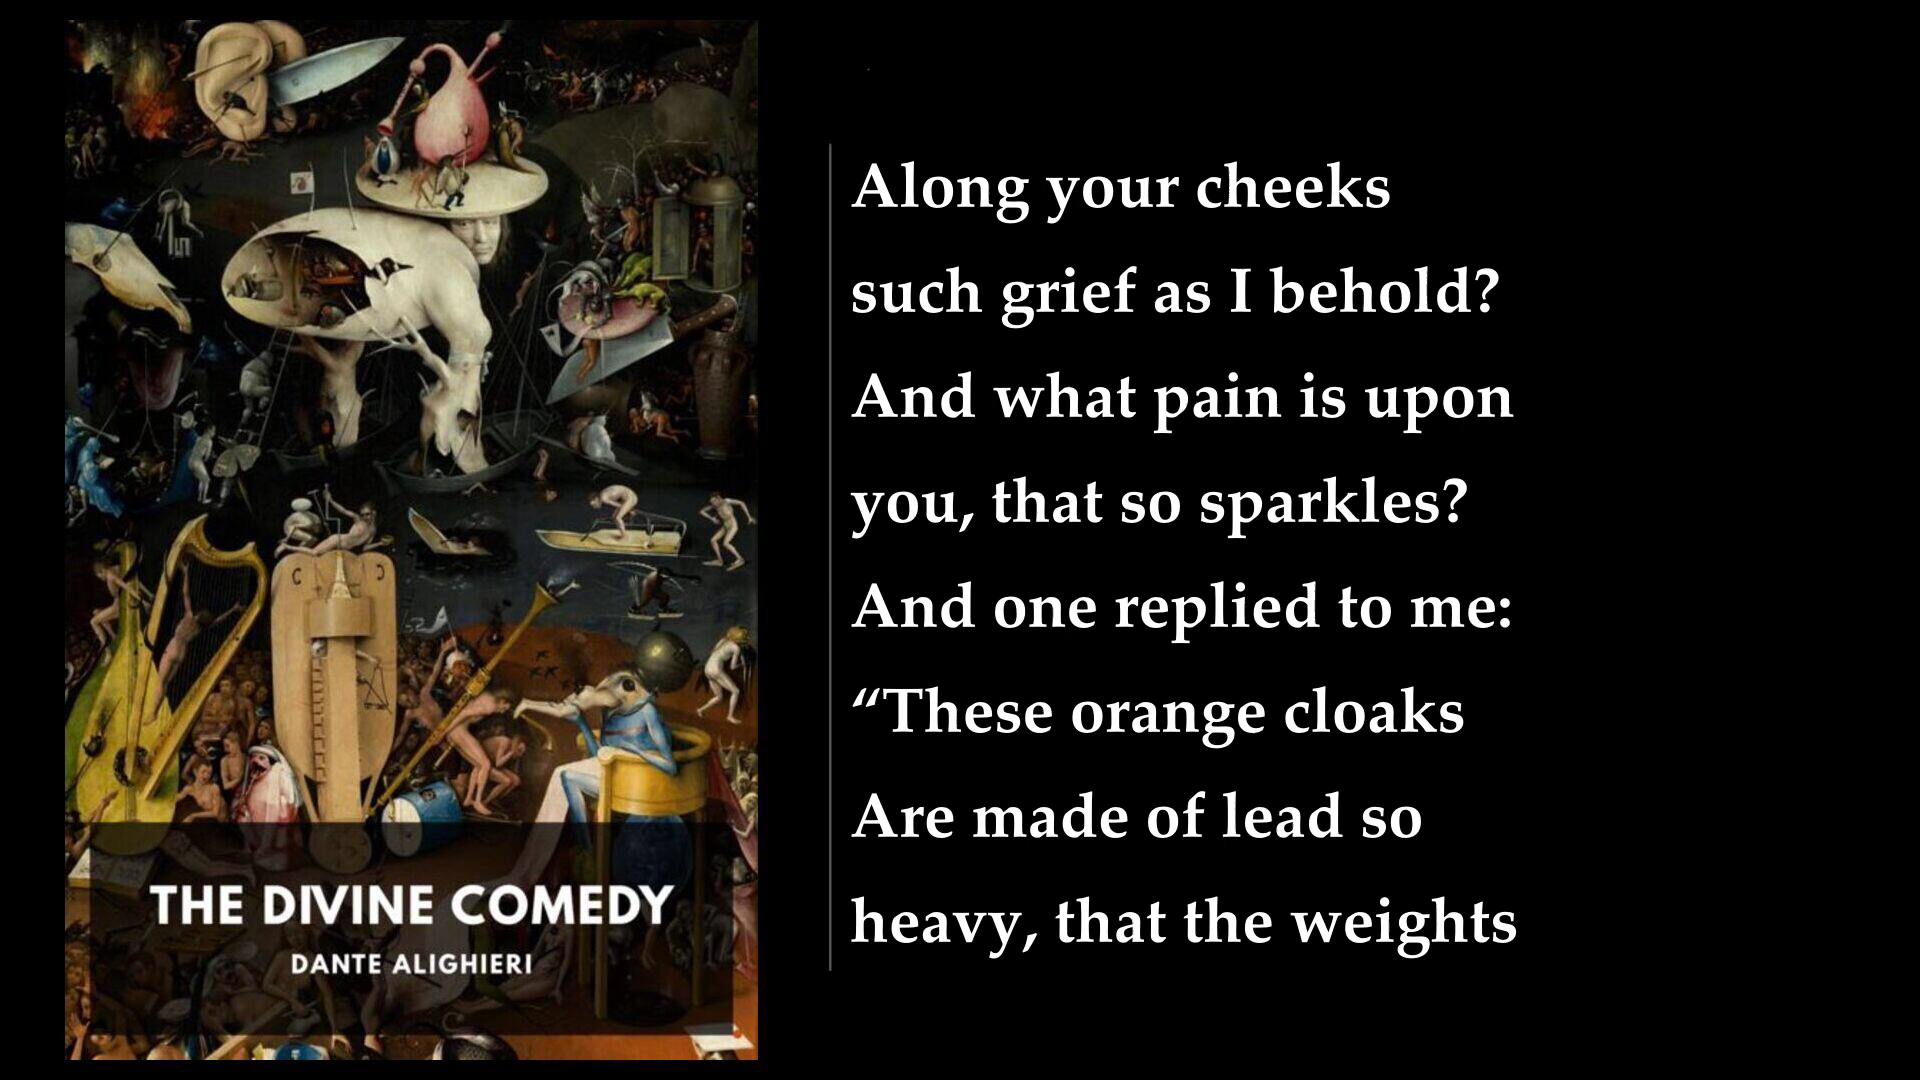 THE DIVINE COMEDY
DANTE ALIGHIERI
Along your cheeks
such grief as I behold?
And what pain is upon
you, that so sparkles?
And one replied to me:
“These orange cloaks
Are made of lead so
heavy, that the weights